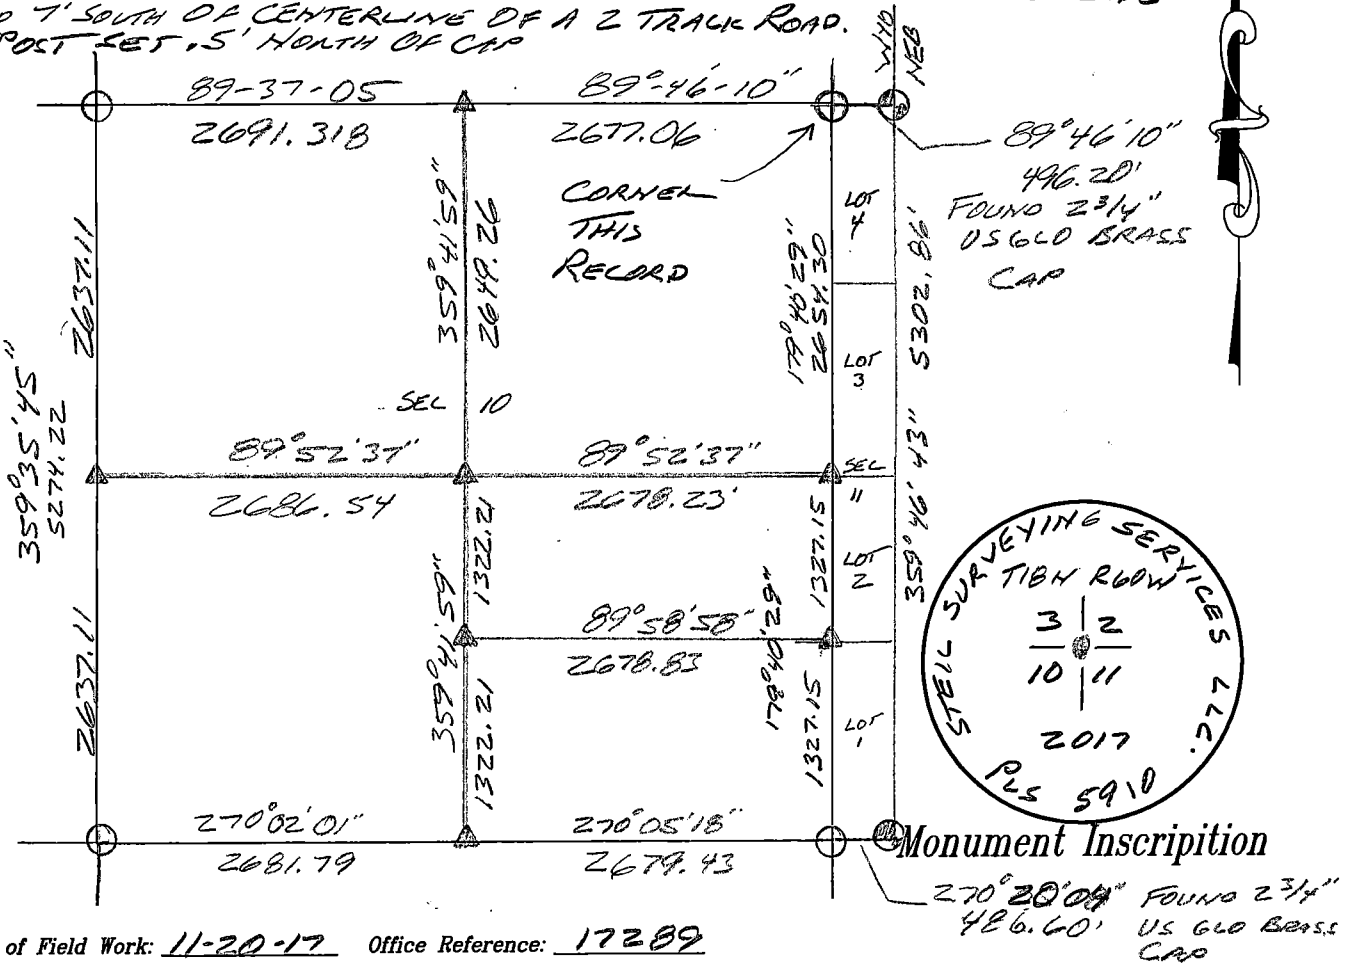 7' SOUTH OF CENTERLINE OF A 2 TRACK ROAD.
POST SET .5' NORTH OF CAP
WYO
NEB
89-37-05
2691.318
89°-46'-10"
2677.06
89°46'10"
496.20'
FOUND 2 3/4"
US GLO BRASS
CAP
CORNER
THIS
RECORD
2637.11
359°41'59"
2649.26
179°40'29"
2654.30
LOT
4
LOT
3
5302.86'
359°46'43"
359°35'45"
5274.22
SEC 10
89°52'37"
2686.54
89°52'37"
2678.23'
SEC
11
1322.21
359°41'59"
1327.15
LOT
2
89°58'58"
2678.83
2637.11
1322.21
179°40'29"
1327.15
LOT
1
STEIL SURVEYING SERVICES LLC.
T18N R60W
3 2
10 11
2017
PLS 5910
Monument Inscripition
270°02'01"
2681.79
270°05'18"
2679.43
270°20'04" FOUND 2 3/4"
426.60' US GLO BRASS
CAP
of Field Work: 11-20-17 Office Reference: 17289